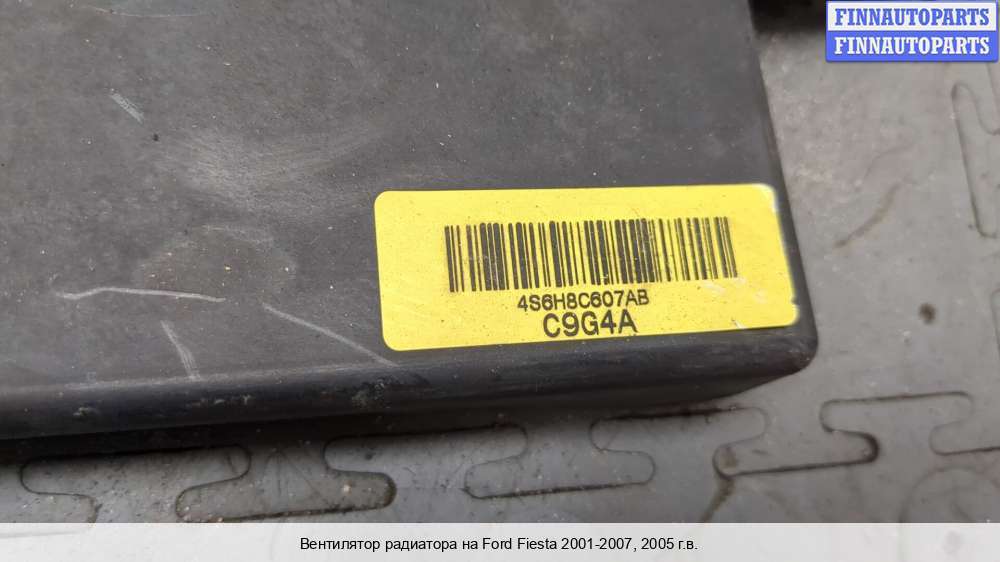 FINNAUTOPARTS
FINNAUTOPARTS
4S6H8C607AB
C9G4A
Вентилятор радиатора на Ford Fiesta 2001-2007, 2005 г.в.